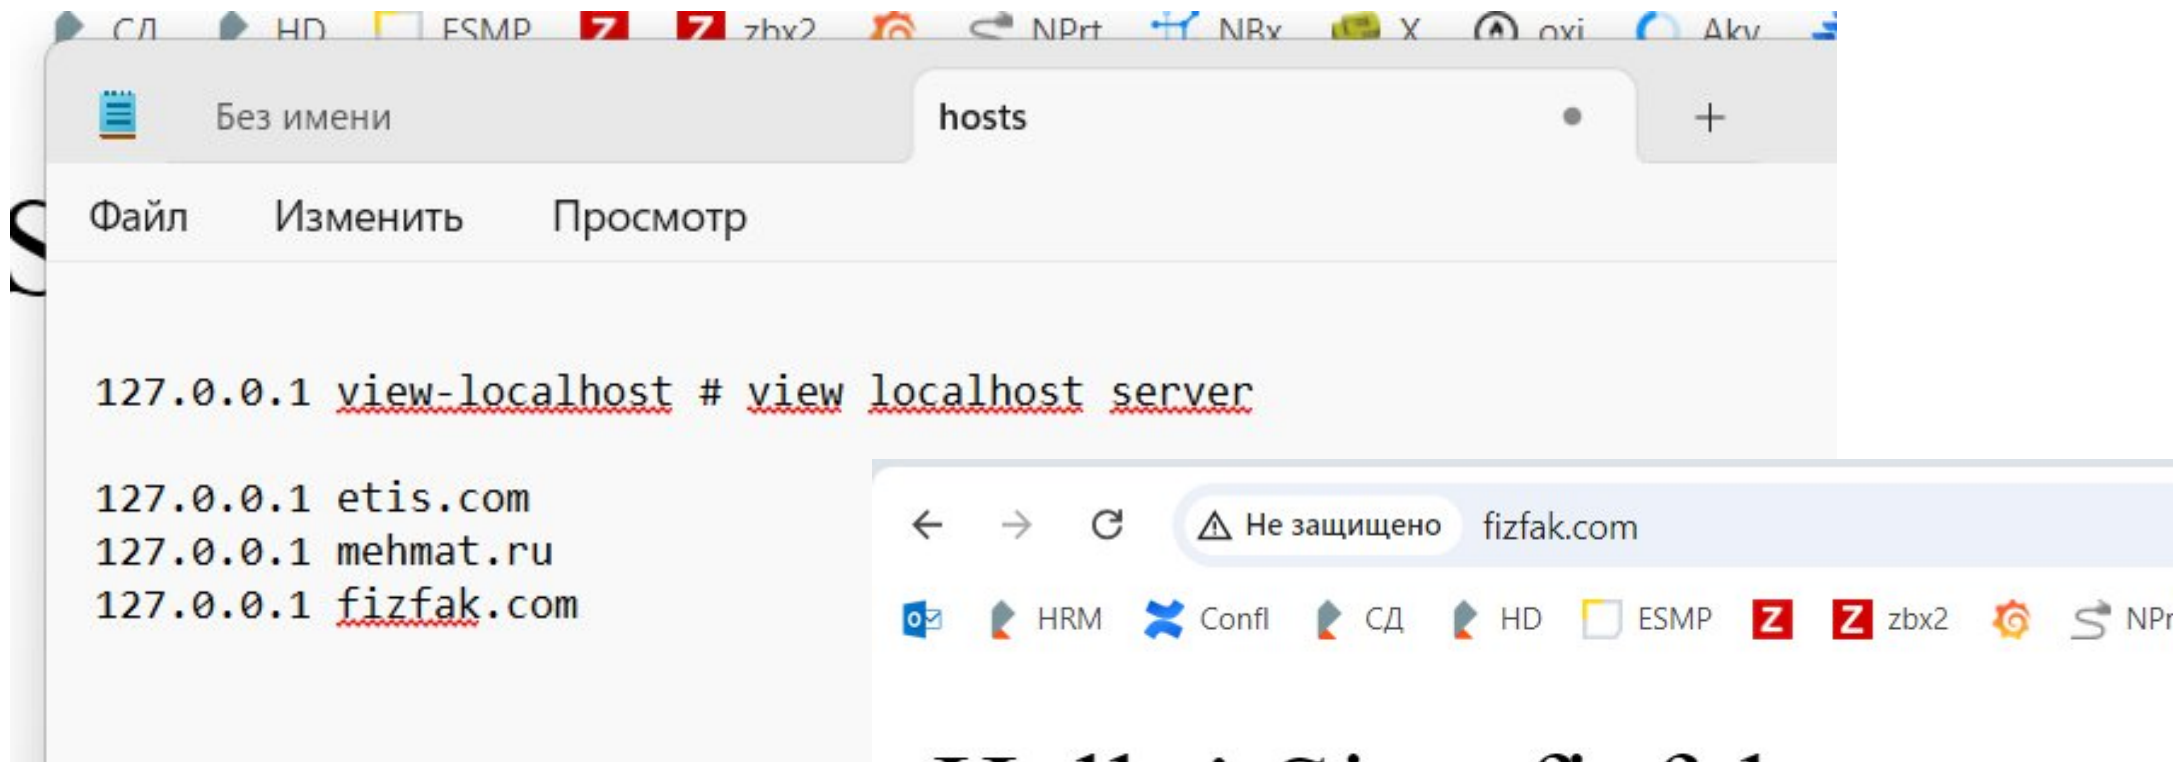 СД HD ESMP Z Z zbx2 NPrt NBx X oxi Akv
Без имени hosts
Файл Изменить Просмотр
127.0.0.1 view-localhost # view localhost server
127.0.0.1 etis.com
127.0.0.1 mehmat.ru
127.0.0.1 fizfak.com
Не защищено fizfak.com
HRM Confl СД HD ESMP Z Z zbx2 NPr